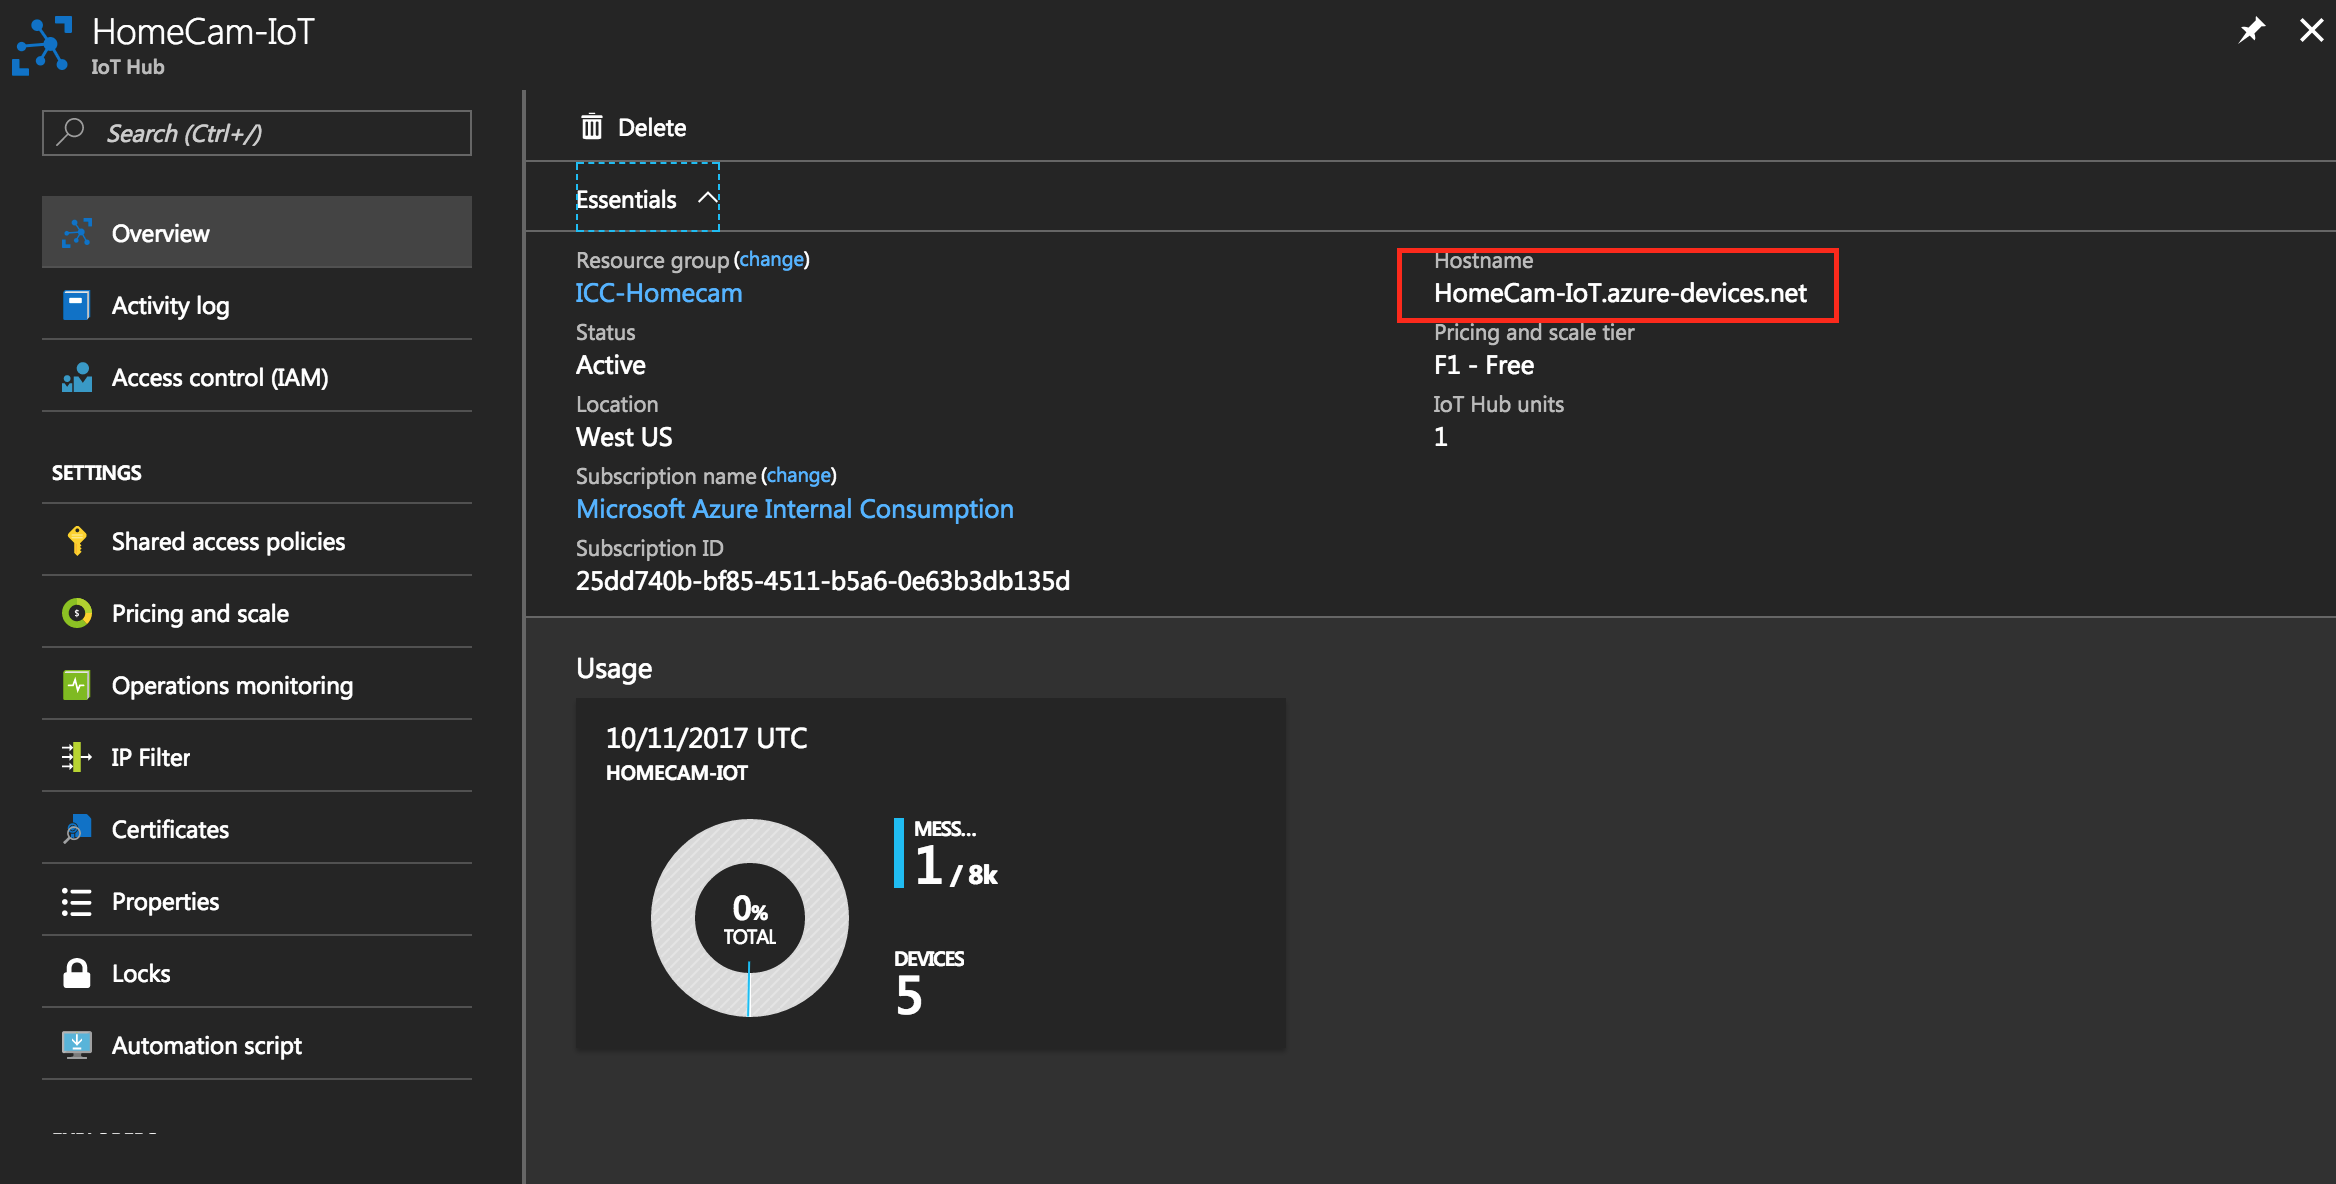 HomeCam-IoT
IoT Hub
Search (Ctrl+/)
Overview
Activity log
Access control (IAM)
SETTINGS
Shared access policies
Pricing and scale
Operations monitoring
IP Filter
Certificates
Properties
Locks
Automation script
Delete
Essentials
Resource group (change)
ICC-Homecam
Status
Active
Location
West US
Subscription name (change)
Microsoft Azure Internal Consumption
Subscription ID
25dd740b-bf85-4511-b5a6-0e63b3db135d
Hostname
HomeCam-IoT.azure-devices.net
Pricing and scale tier
F1 - Free
IoT Hub units
1
Usage
10/11/2017 UTC
HOMECAM-IOT
0%
TOTAL
MESS...
1 / 8k
DEVICES
5